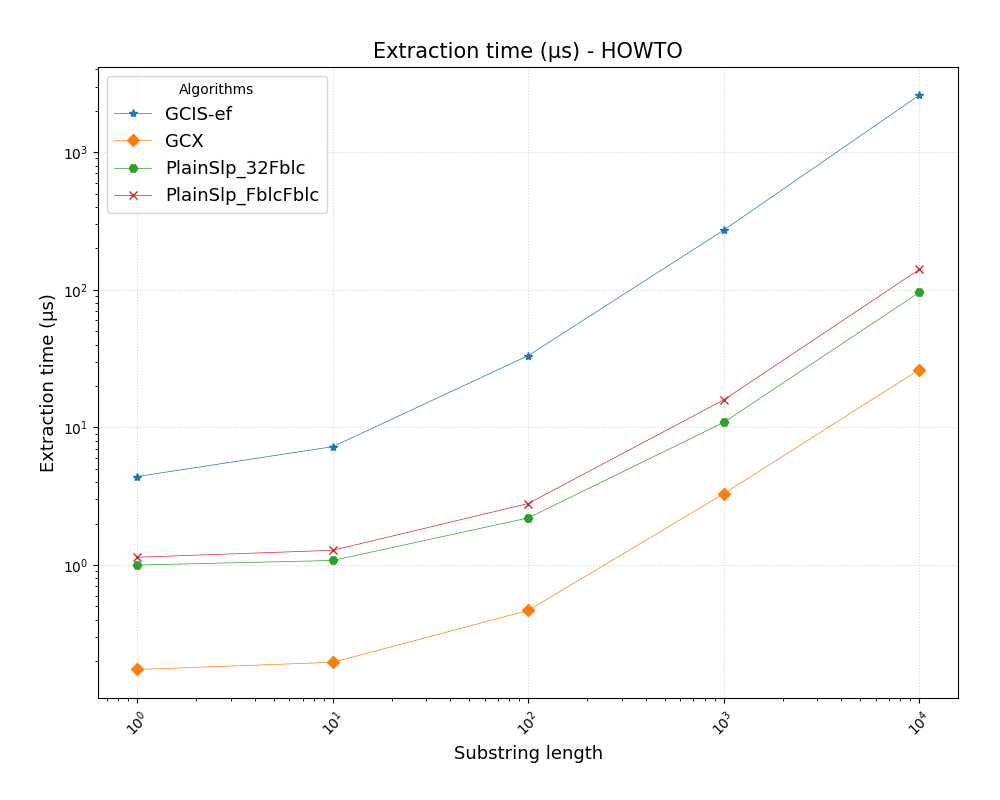 Extraction time (µs) - HOWTO
Algorithms
GCIS-ef
GCX
PlainSlp_32Fblc
PlainSlp_FblcFblc
Extraction time (µs)
10³
10²
10¹
10⁰
10⁰ 10¹ 10² 10³ 10⁴
Substring length